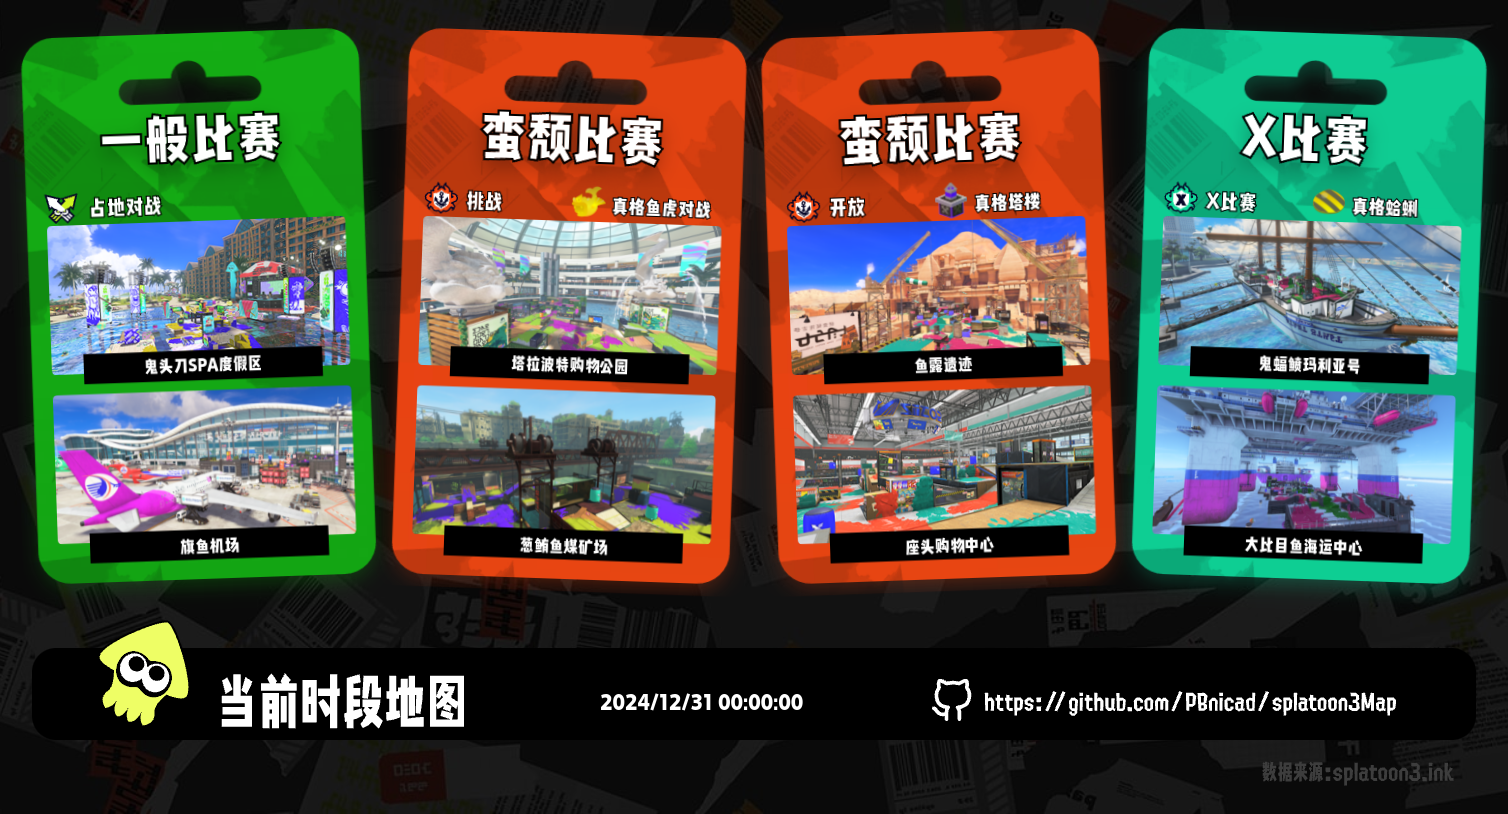 一般比赛
占地对战
鬼头刀SPA度假区
旗鱼机场
蛮颓比赛
挑战
真格鱼虎对战
塔拉波特购物公园
葱鲔鱼煤矿场
蛮颓比赛
开放
真格塔楼
鱼露遗迹
座头购物中心
X比赛
X比赛
真格蛤蜊
鬼蝠鲼玛利亚号
大比目鱼海运中心
当前时段地图
2024/12/31 00:00:00
https://github.com/PBnicad/splatoon3Map
数据来源:splatoon3.ink